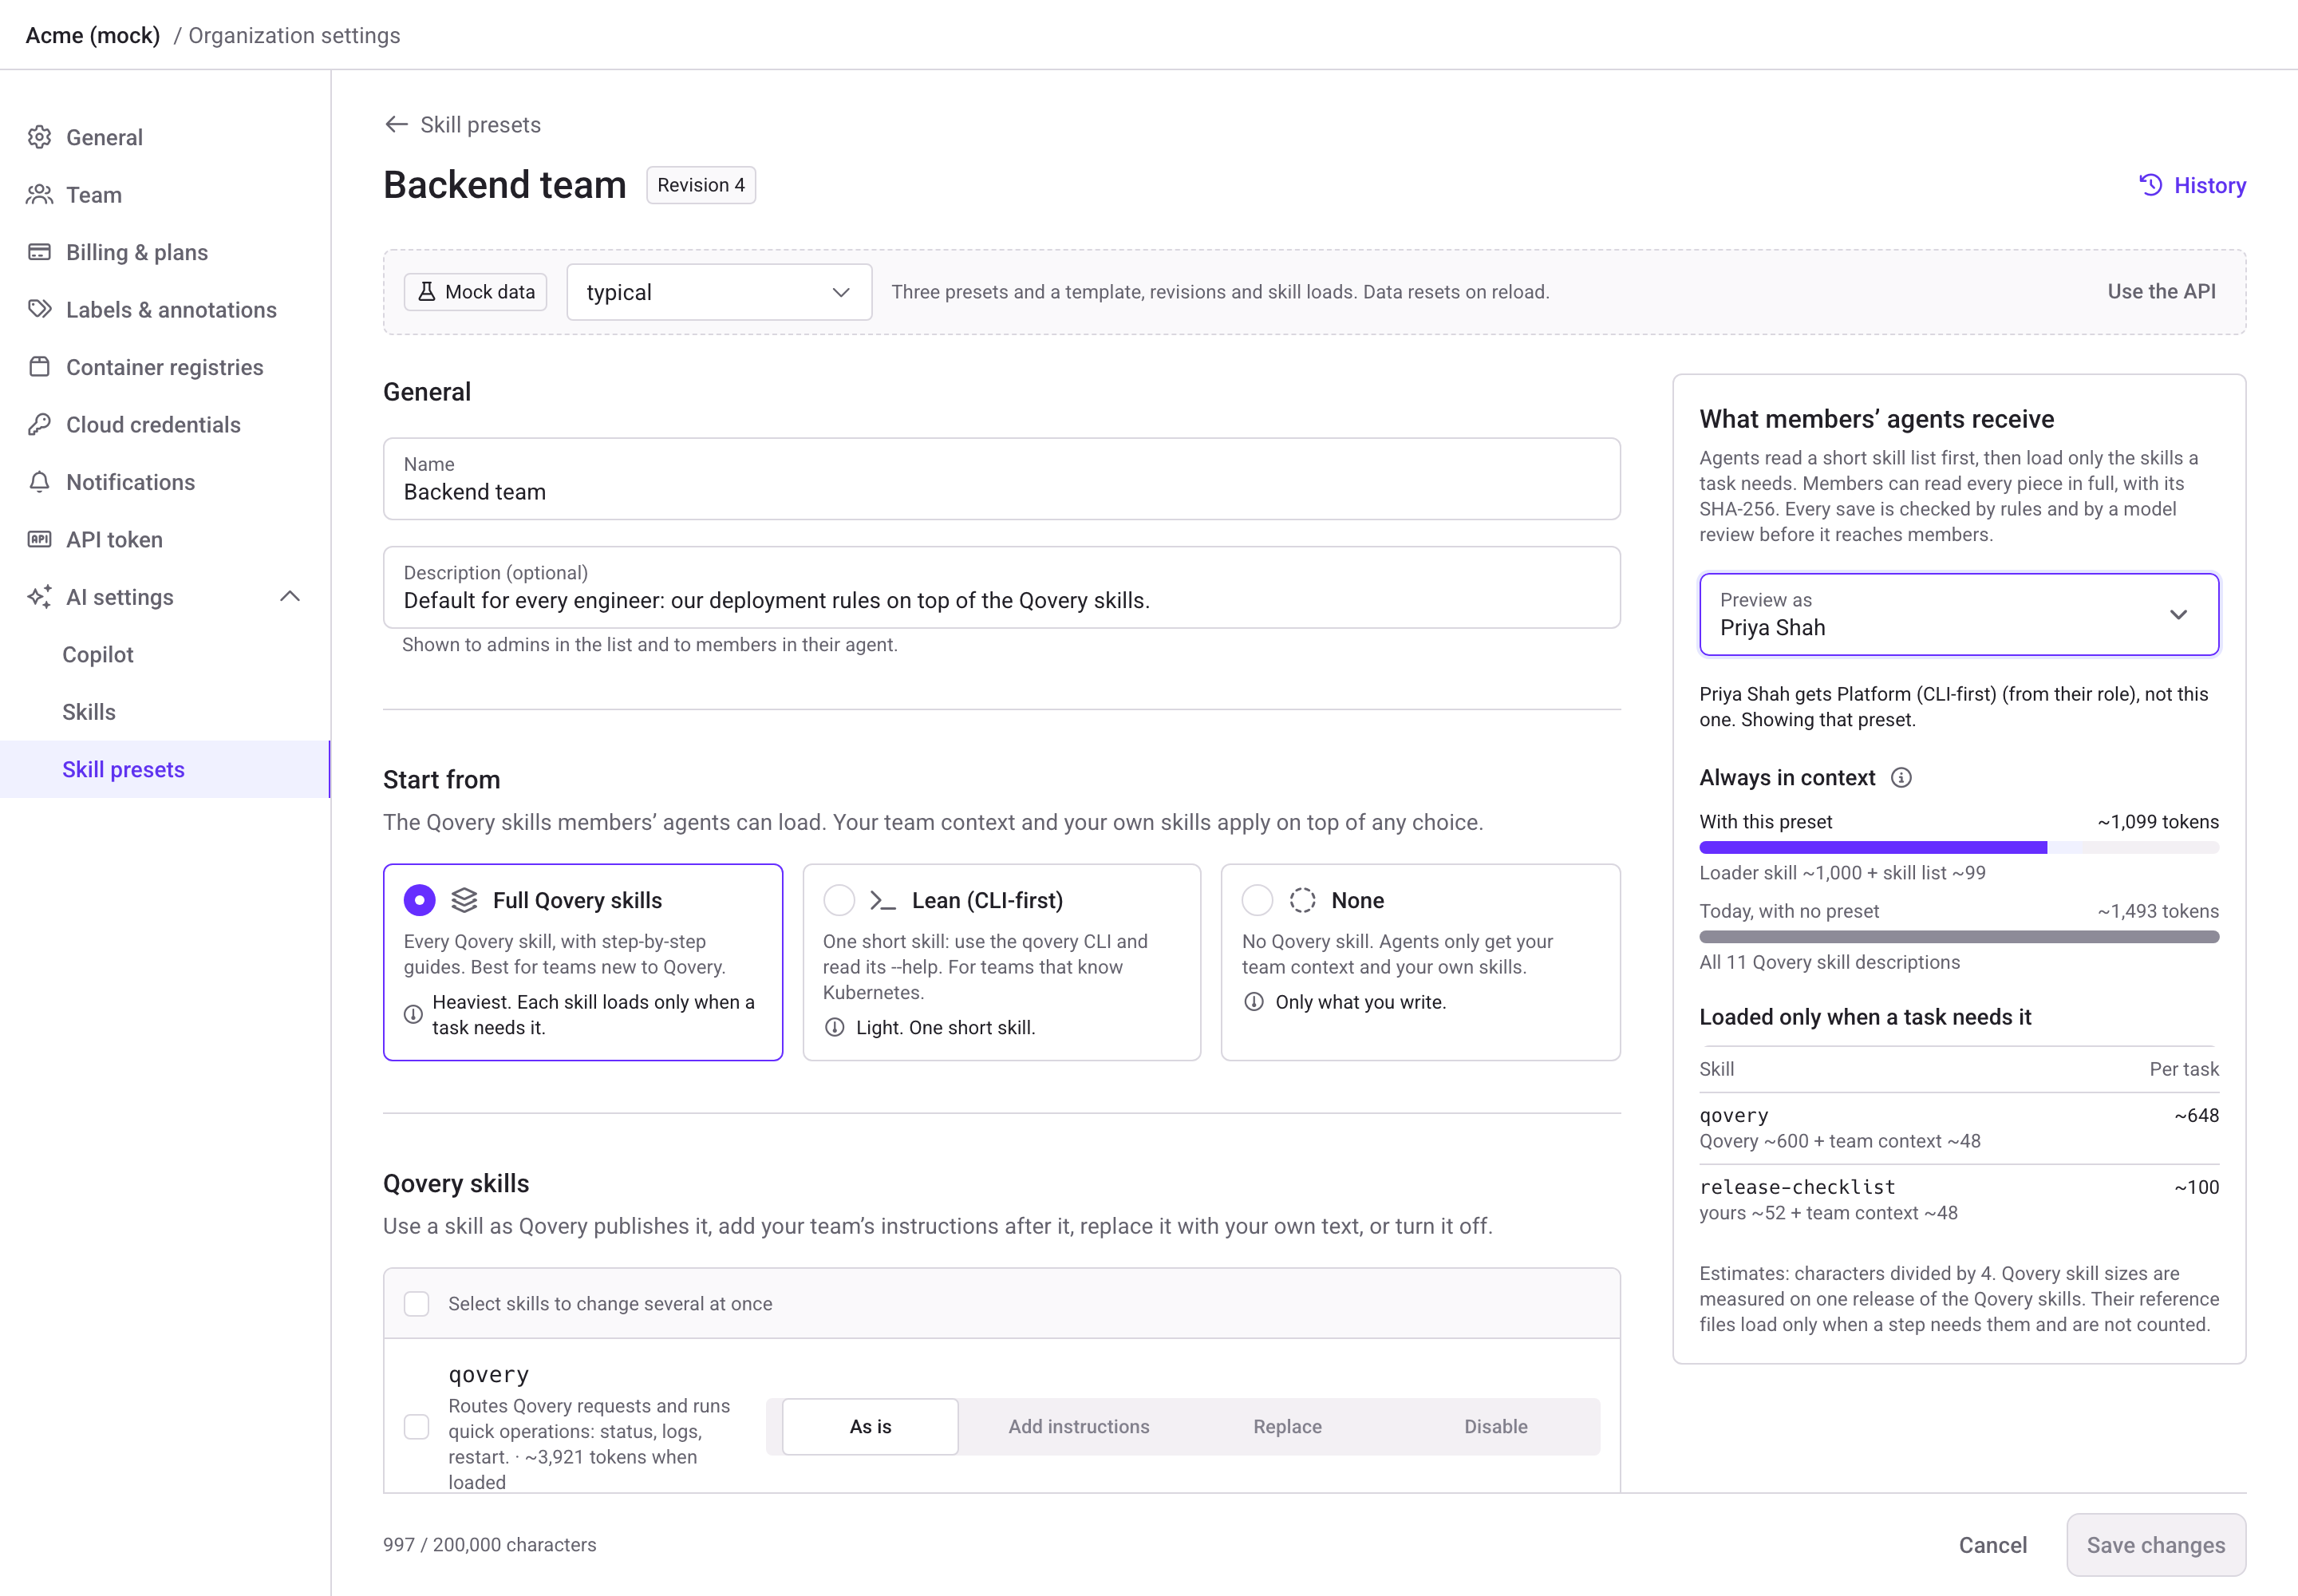 Acme (mock) / Organization settings
General
Team
Billing & plans
Labels & annotations
Container registries
Cloud credentials
Notifications
API token
AI settings
Copilot
Skills
Skill presets
Skill presets
Backend team
Revision 4
History
Mock data
typical
Three presets and a template, revisions and skill loads. Data resets on reload.
Use the API
General
Name
Backend team
Description (optional)
Default for every engineer: our deployment rules on top of the Qovery skills.
Shown to admins in the list and to members in their agent.
Start from
The Qovery skills members’ agents can load. Your team context and your own skills apply on top of any choice.
Full Qovery skills
Every Qovery skill, with step-by-step
guides. Best for teams new to Qovery.
Heaviest. Each skill loads only when a
task needs it.
Lean (CLI-first)
One short skill: use the qovery CLI and
read its --help. For teams that know
Kubernetes.
Light. One short skill.
None
No Qovery skill. Agents only get your
team context and your own skills.
Only what you write.
Qovery skills
Use a skill as Qovery publishes it, add your team’s instructions after it, replace it with your own text, or turn it off.
Select skills to change several at once
qovery
Routes Qovery requests and runs
quick operations: status, logs,
restart. · ~3,921 tokens when
loaded
As is
Add instructions
Replace
Disable
What members’ agents receive
Agents read a short skill list first, then load only the skills a
task needs. Members can read every piece in full, with its
SHA-256. Every save is checked by rules and by a model
review before it reaches members.
Preview as
Priya Shah
Priya Shah gets Platform (CLI-first) (from their role), not this
one. Showing that preset.
Always in context
With this preset ~1,099 tokens
Loader skill ~1,000 + skill list ~99
Today, with no preset ~1,493 tokens
All 11 Qovery skill descriptions
Loaded only when a task needs it
Skill Per task
qovery ~648
Qovery ~600 + team context ~48
release-checklist ~100
yours ~52 + team context ~48
Estimates: characters divided by 4. Qovery skill sizes are
measured on one release of the Qovery skills. Their reference
files load only when a step needs them and are not counted.
997 / 200,000 characters
Cancel
Save changes